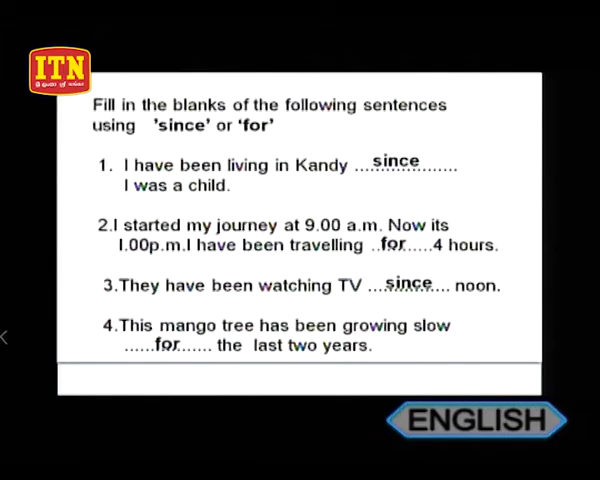 ITN
Fill in the blanks of the following sentences
using 'since' or 'for'
1. I have been living in Kandy ....since....
I was a child.
2.I started my journey at 9.00 a.m. Now its
I.00p.m.I have been travelling ..for.....4 hours.
3.They have been watching TV ....since.... noon.
4.This mango tree has been growing slow
......for....... the last two years.
ENGLISH